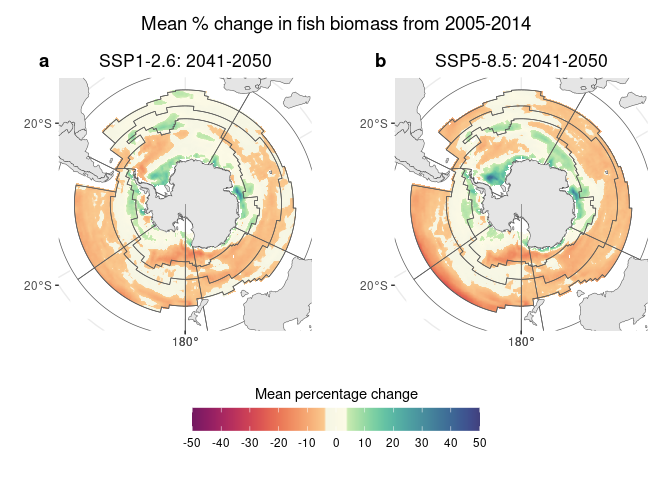 Mean % change in fish biomass from 2005-2014
a SSP1-2.6: 2041-2050
b SSP5-8.5: 2041-2050
20°S
20°S
180°
20°S
20°S
180°
Mean percentage change
-50 -40 -30 -20 -10 0 10 20 30 40 50